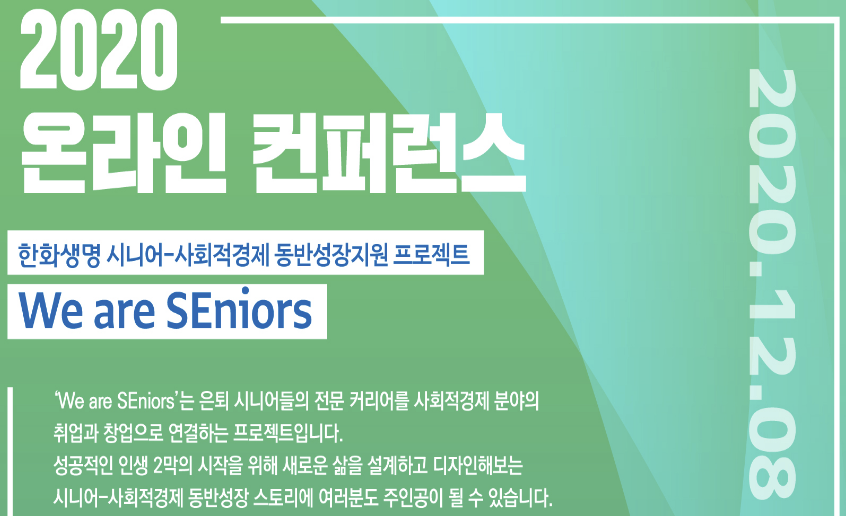 2020
온라인 컨퍼런스
한화생명 시니어-사회적경제 동반성장지원 프로젝트
We are SEniors
'We are SEniors'는 은퇴 시니어들의 전문 커리어를 사회적경제 분야의
취업과 창업으로 연결하는 프로젝트입니다.
성공적인 인생 2막의 시작을 위해 새로운 삶을 설계하고 디자인해보는
시니어-사회적경제 동반성장 스토리에 여러분도 주인공이 될 수 있습니다.
2020.12.08